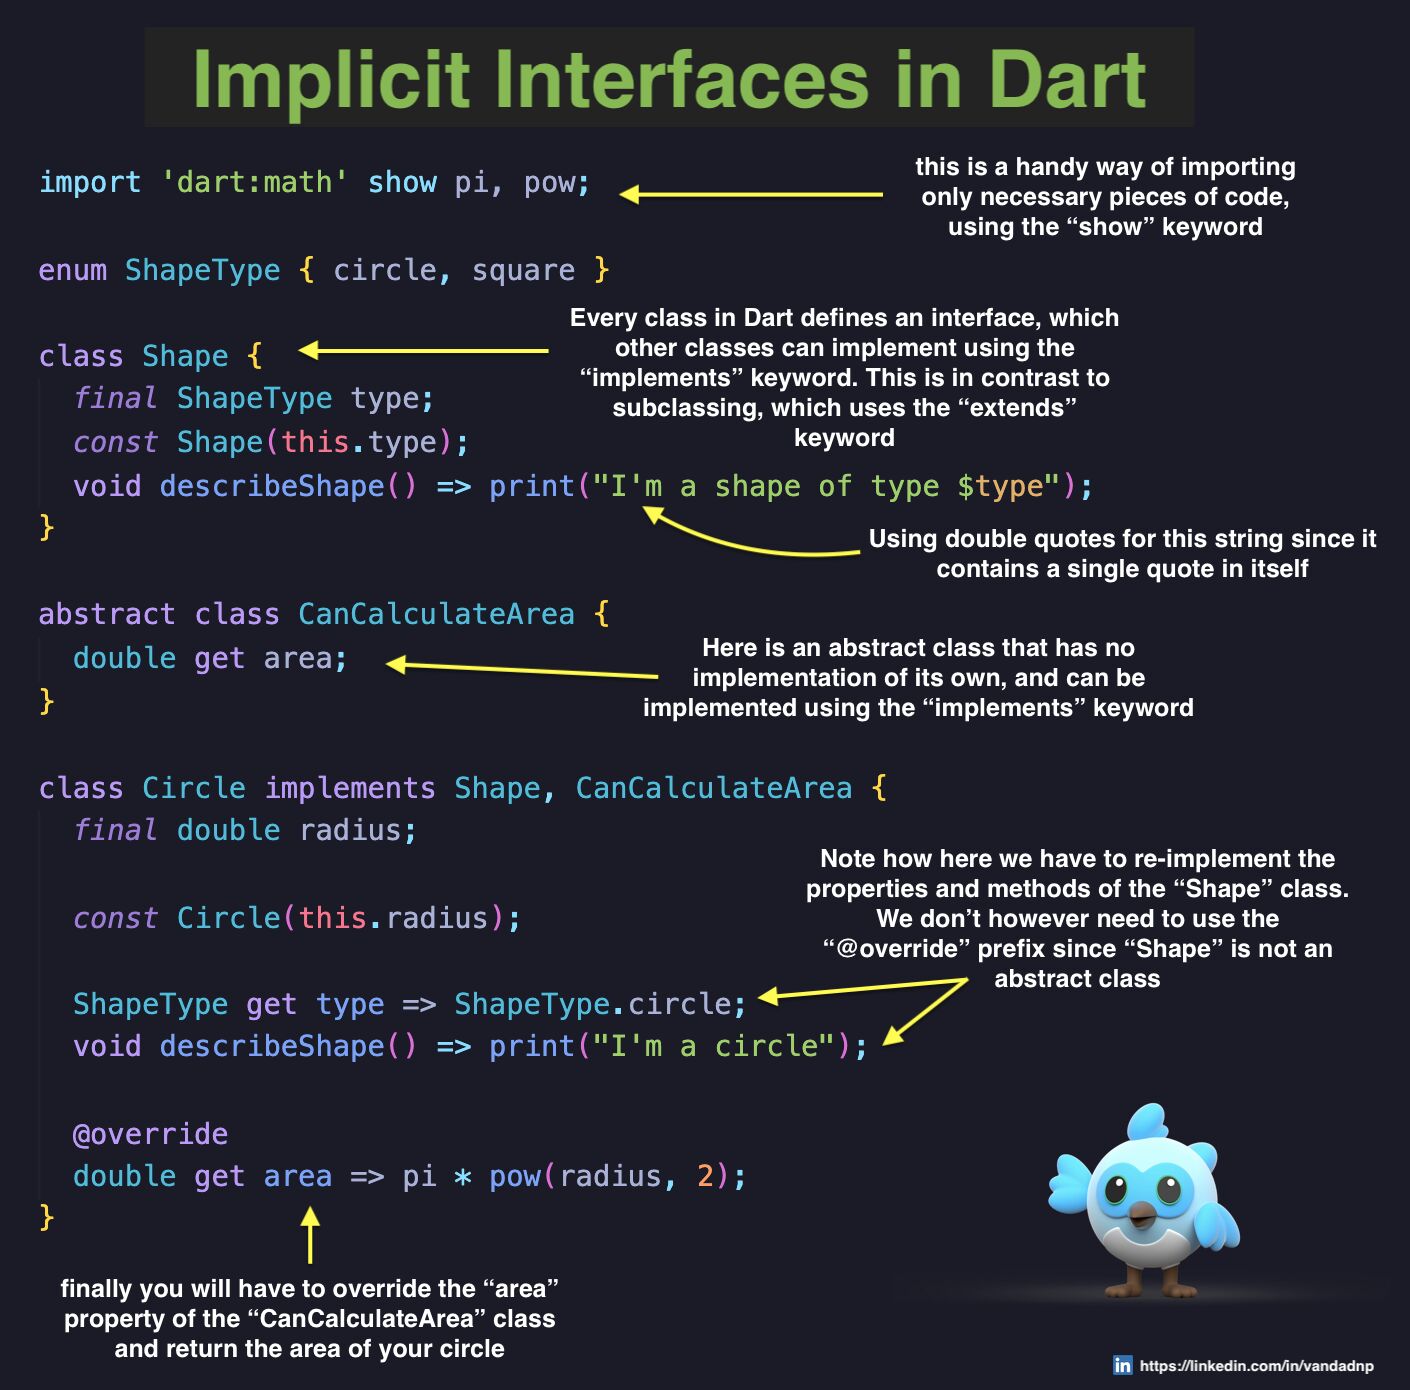 Implicit Interfaces in Dart
import 'dart:math' show pi, pow;
this is a handy way of importing
only necessary pieces of code,
using the “show” keyword
enum ShapeType { circle, square }
Every class in Dart defines an interface, which
other classes can implement using the
“implements” keyword. This is in contrast to
subclassing, which uses the “extends”
keyword
class Shape {
final ShapeType type;
const Shape(this.type);
void describeShape() => print("I'm a shape of type $type");
}
Using double quotes for this string since it
contains a single quote in itself
abstract class CanCalculateArea {
double get area;
}
Here is an abstract class that has no
implementation of its own, and can be
implemented using the “implements” keyword
class Circle implements Shape, CanCalculateArea {
final double radius;
const Circle(this.radius);
Note how here we have to re-implement the
properties and methods of the “Shape” class.
We don’t however need to use the
“@override” prefix since “Shape” is not an
abstract class
ShapeType get type => ShapeType.circle;
void describeShape() => print("I'm a circle");
@override
double get area => pi * pow(radius, 2);
}
finally you will have to override the “area”
property of the “CanCalculateArea” class
and return the area of your circle
in https://linkedin.com/in/vandadnp